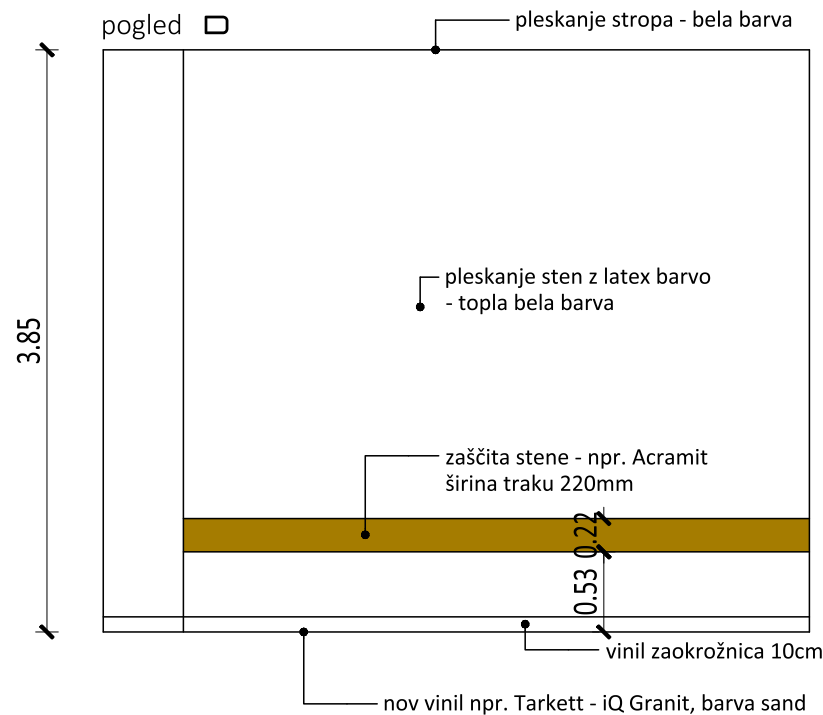 pogled D
pleskanje stropa - bela barva
3.85
pleskanje sten z latex barvo
- topla bela barva
zaščita stene - npr. Acramit
širina traku 220mm
0.22
0.53
vinil zaokrožnica 10cm
nov vinil npr. Tarkett - iQ Granit, barva sand